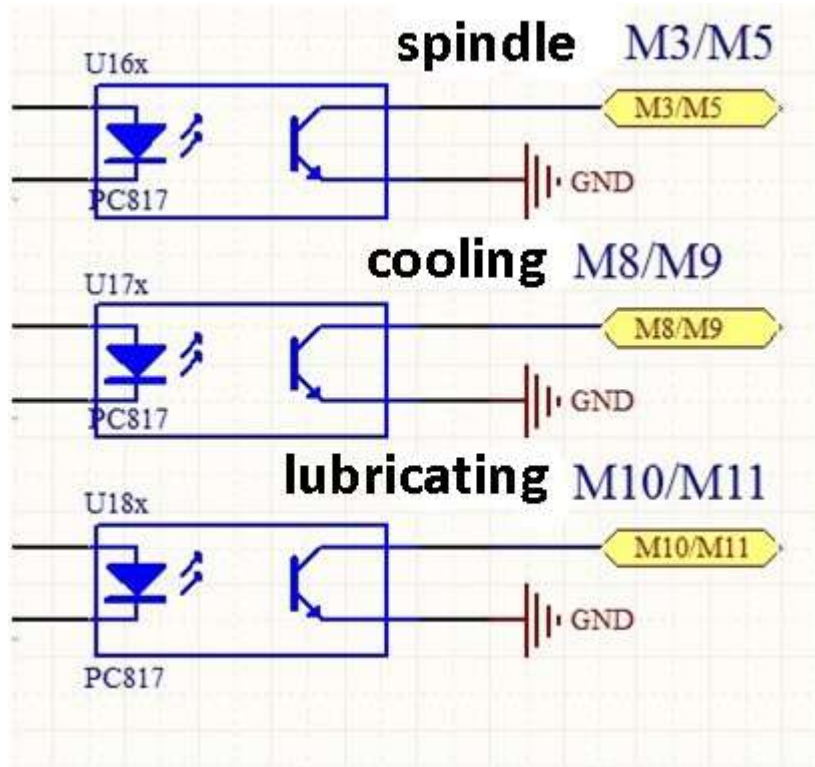 spindle M3/M5
U16x
M3/M5
GND
PC817
cooling M8/M9
U17x
M8/M9
GND
PC817
lubricating M10/M11
U18x
M10/M11
GND
PC817